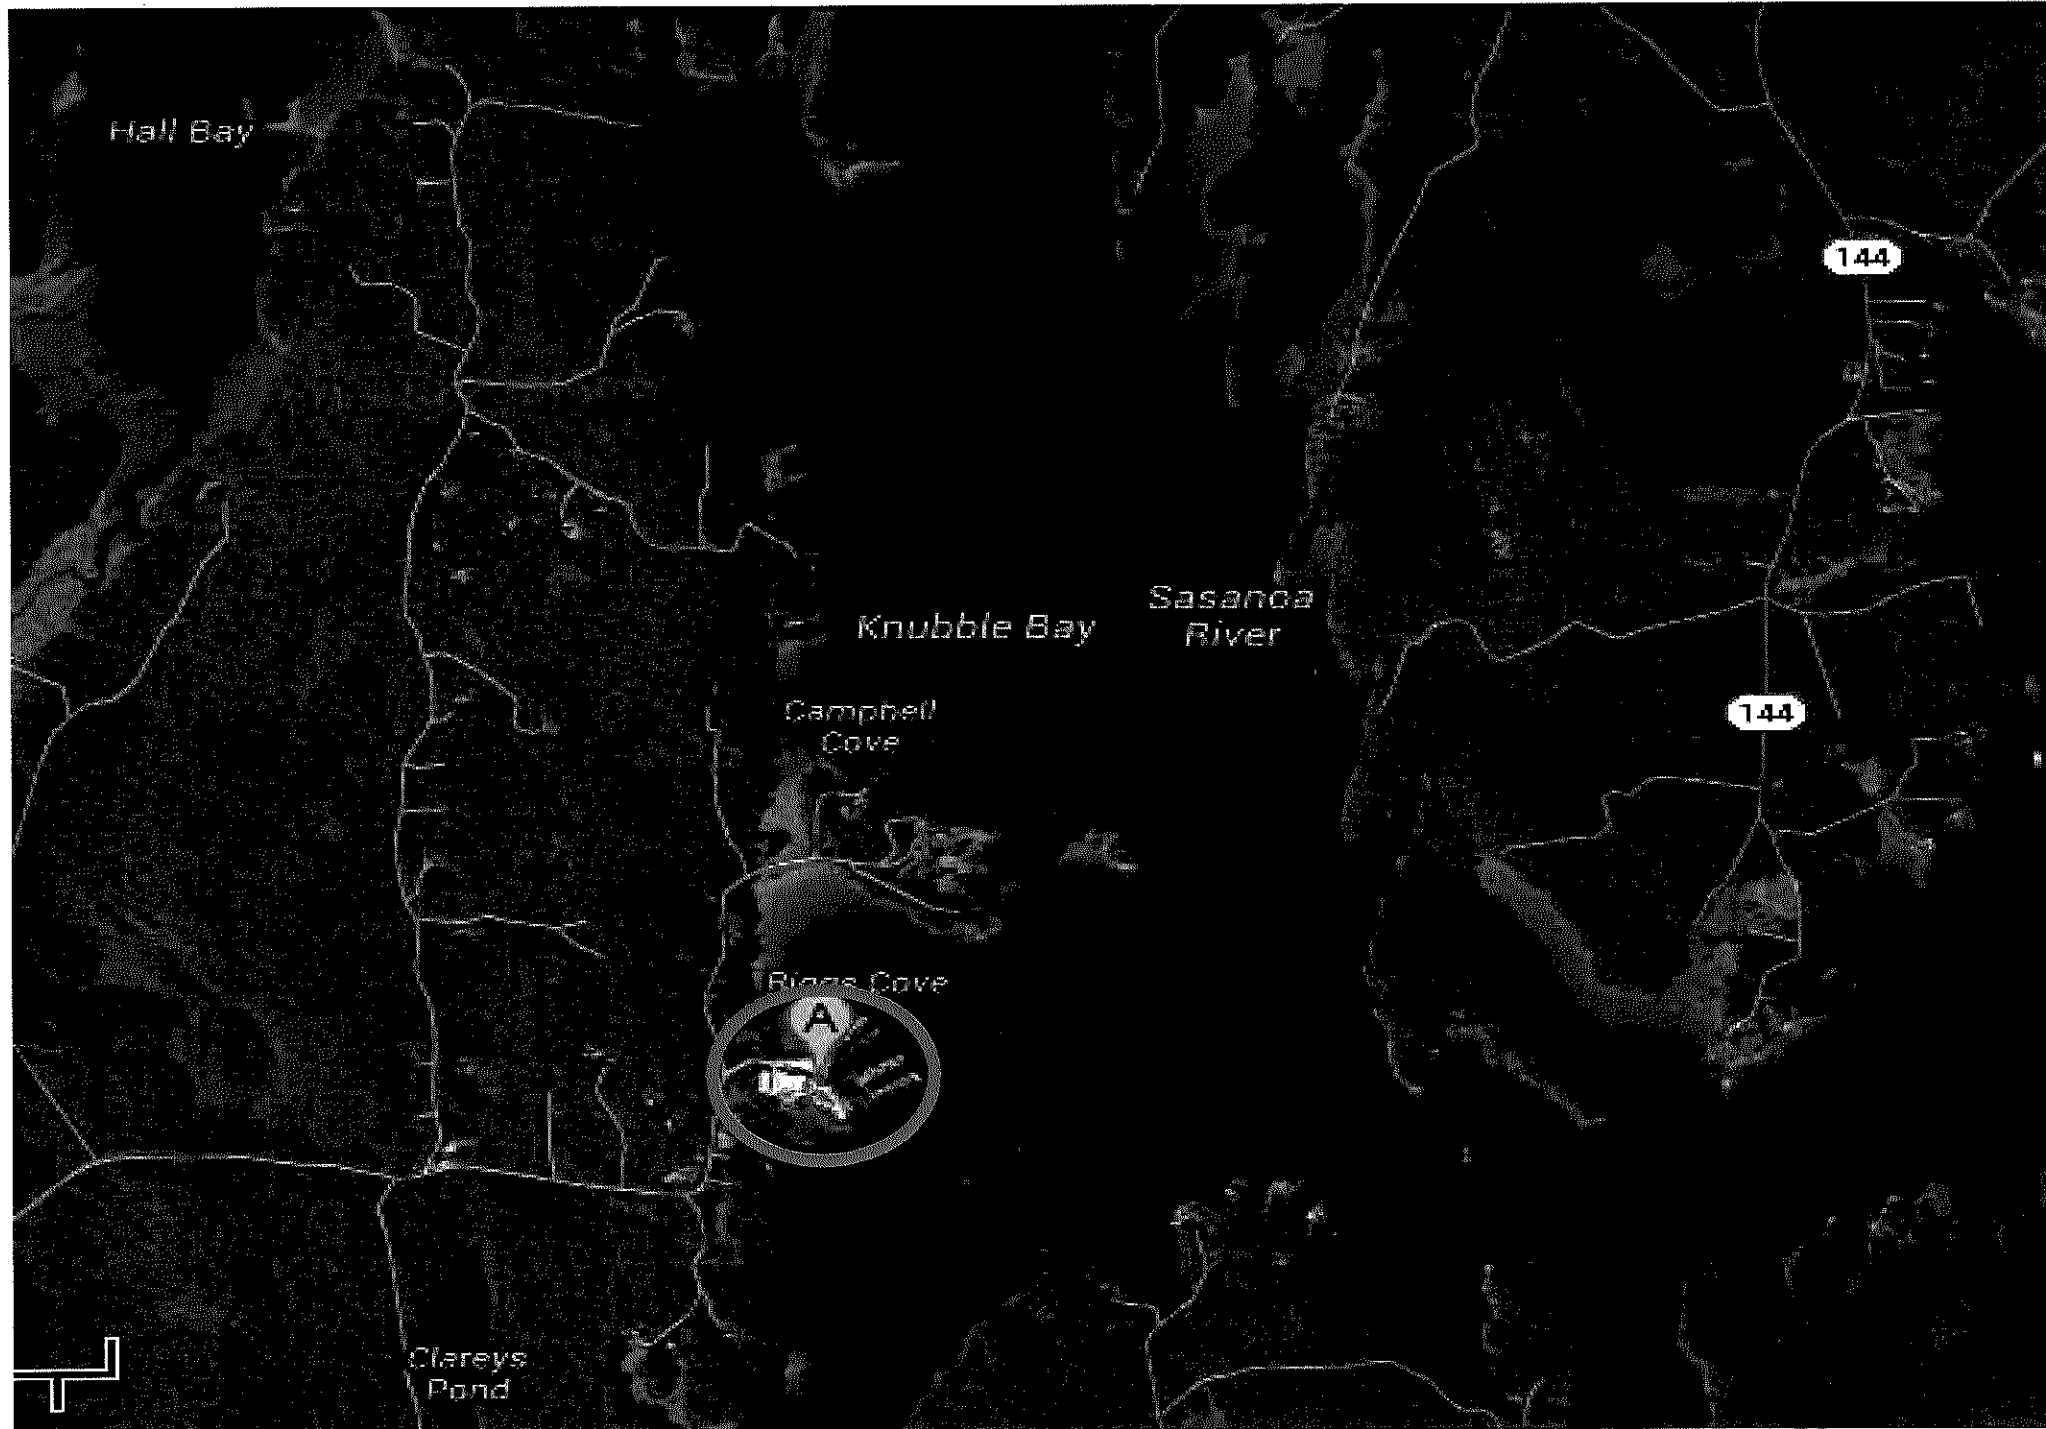 Hall Bay
144
Sasanoa
River
Knubble Bay
144
Campbell
Cove
Riggs Cove
A
Clareys
Pond